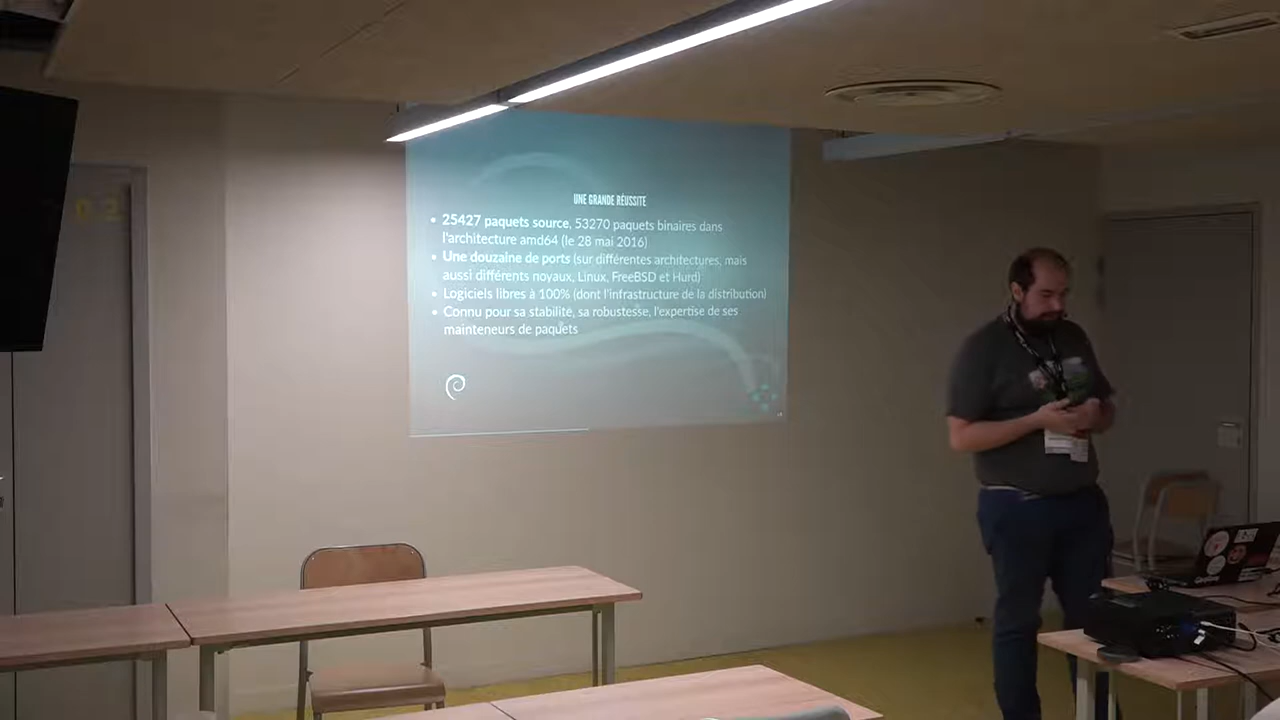 UNE GRANDE RÉUSSITE
25427 paquets source, 53270 paquets binaires dans
l'architecture amd64 (le 28 mai 2016)
Une douzaine de ports (sur différentes architectures, mais
aussi différents noyaux, Linux, FreeBSD et Hurd)
Logiciels libres à 100% (dont l'infrastructure de la distribution)
Connu pour sa stabilité, sa robustesse, l'expertise de ses
mainteneurs de paquets